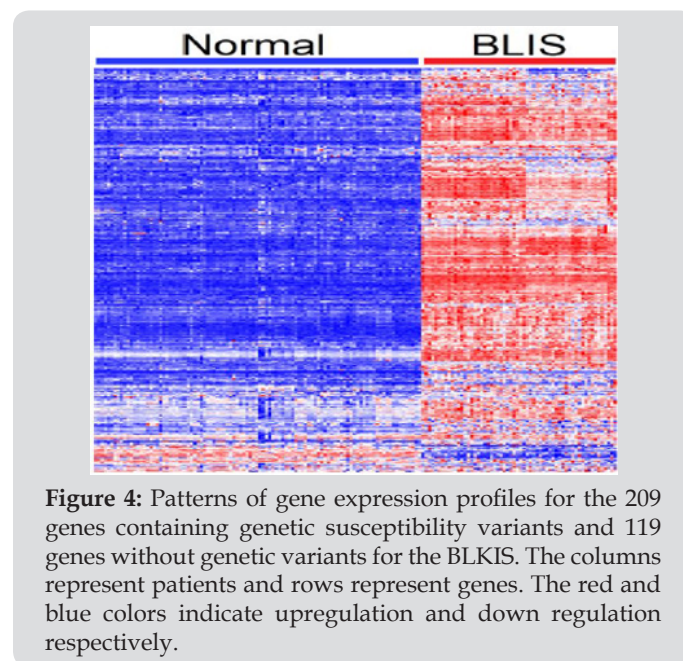 Normal BLIS
Figure 4: Patterns of gene expression profiles for the 209
genes containing genetic susceptibility variants and 119
genes without genetic variants for the BLKIS. The columns
represent patients and rows represent genes. The red and
blue colors indicate upregulation and down regulation
respectively.